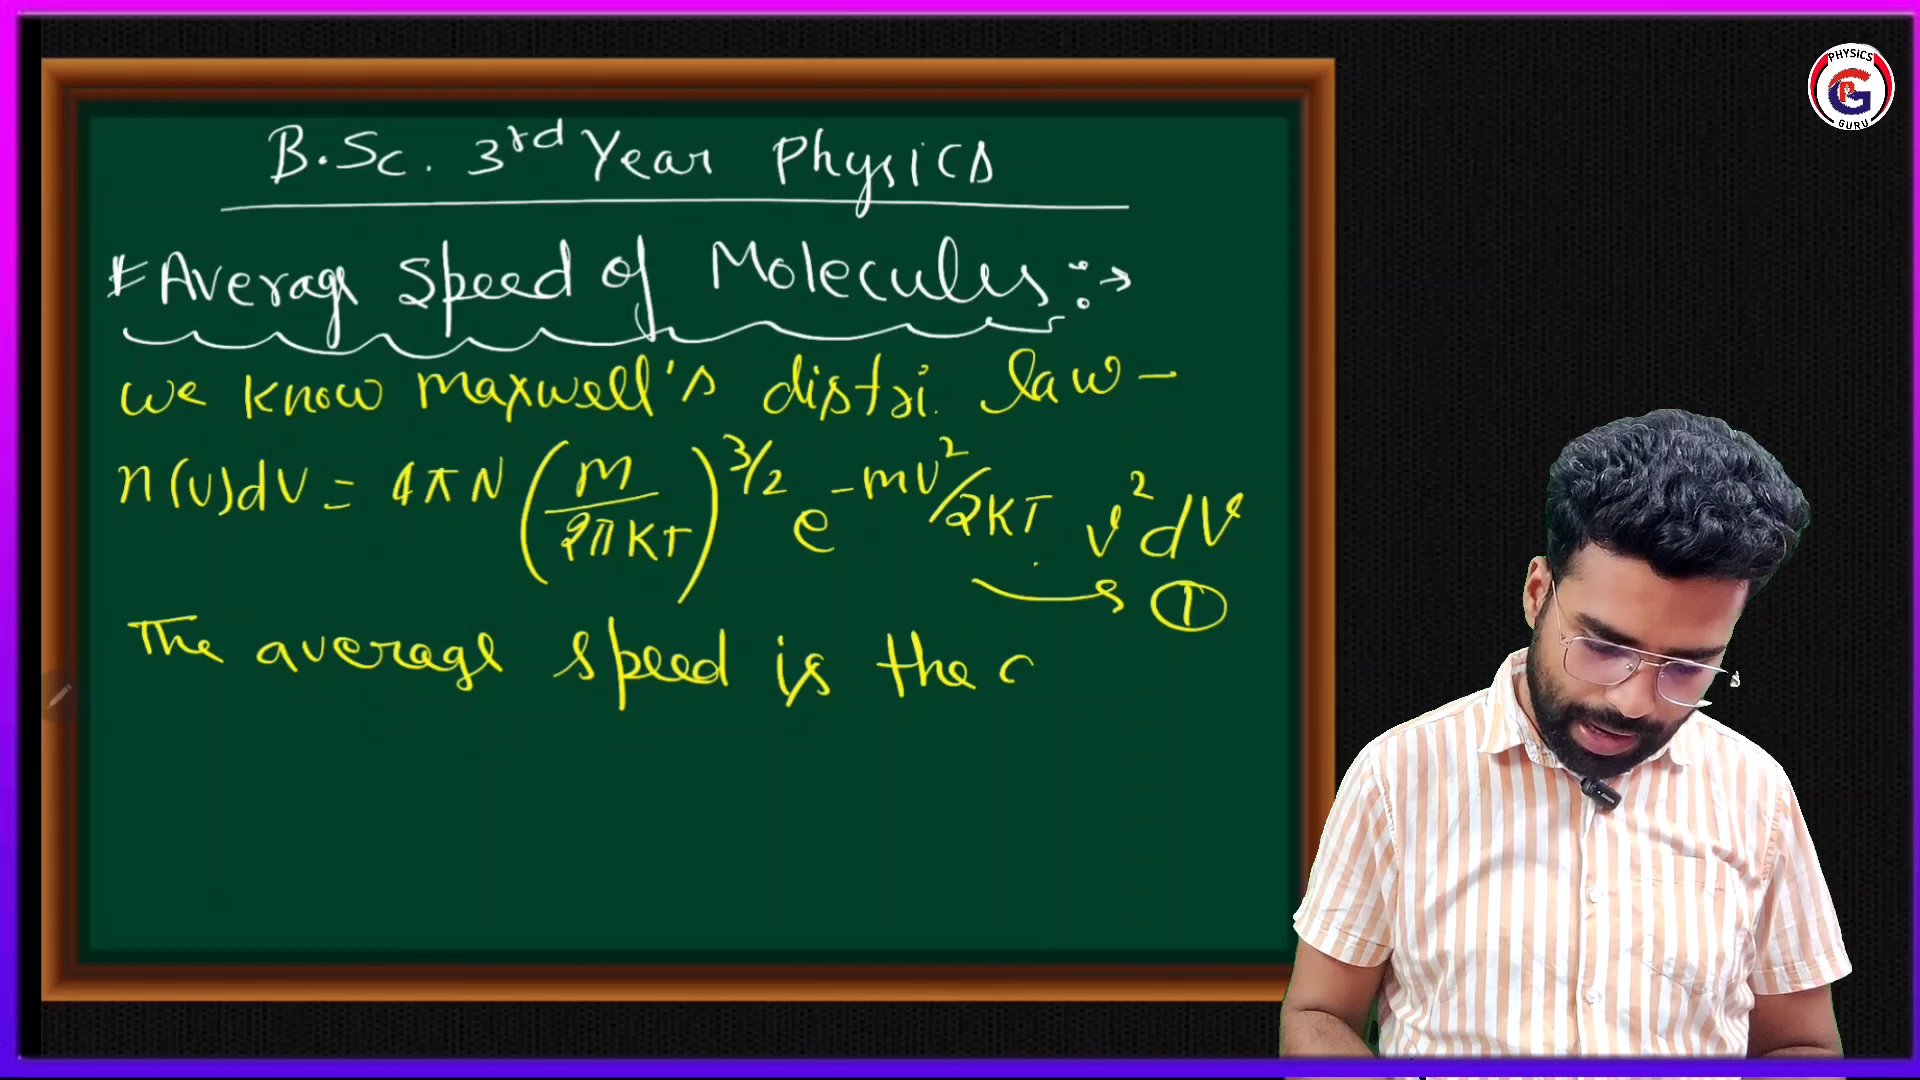 B.Sc. 3rd Year Physics
* Average Speed of Molecules :→
we know maxwell's distri. law -
n(v)dv = 4πN (m/2πKT)^3/2 e^-mv²/2KT v²dv
→ ①
The average speed is the a
PHYSICS
PG
GURU